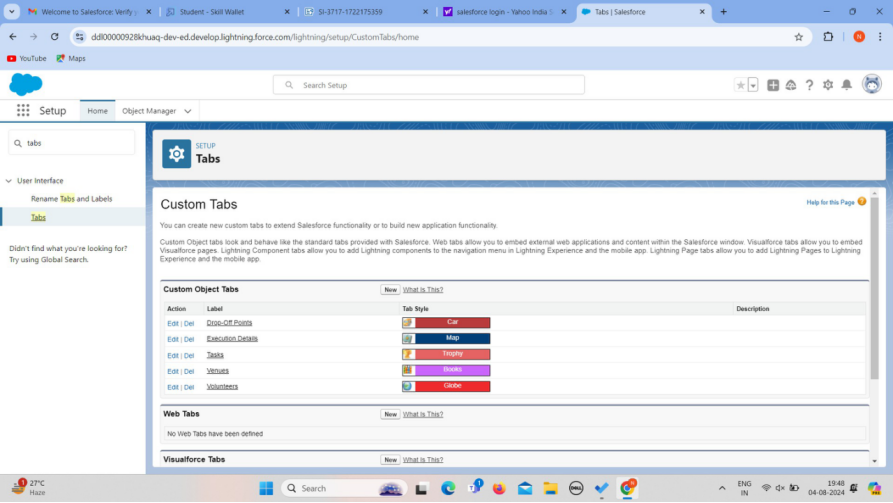 Welcome to Salesforce: Verify y
Student - Skill Wallet
SI-3717-1722175359
salesforce login - Yahoo India S
Tabs | Salesforce
ddl00000928khuaq-dev-ed.develop.lightning.force.com/lightning/setup/CustomTabs/home
N
YouTube
Maps
Search Setup
Setup
Home
Object Manager
tabs
SETUP
Tabs
User Interface
Rename Tabs and Labels
Tabs
Didn't find what you're looking for?
Try using Global Search.
Custom Tabs
Help for this Page
You can create new custom tabs to extend Salesforce functionality or to build new application functionality.
Custom Object tabs look and behave like the standard tabs provided with Salesforce. Web tabs allow you to embed external web applications and content within the Salesforce window. Visualforce tabs allow you to embed
Visualforce pages. Lightning Component tabs allow you to add Lightning components to the navigation menu in Lightning Experience and the mobile app. Lightning Page tabs allow you to add Lightning Pages to Lightning
Experience and the mobile app.
Custom Object Tabs New What Is This?
Action Label Tab Style Description
Edit | Del Drop-Off Points Car
Edit | Del Execution Details Map
Edit | Del Tasks Trophy
Edit | Del Venues Books
Edit | Del Volunteers Globe
Web Tabs New What Is This?
No Web Tabs have been defined
Visualforce Tabs New What Is This?
1
27°C
Haze
Search
DELL
1
ENG
IN
19:48
04-08-2024